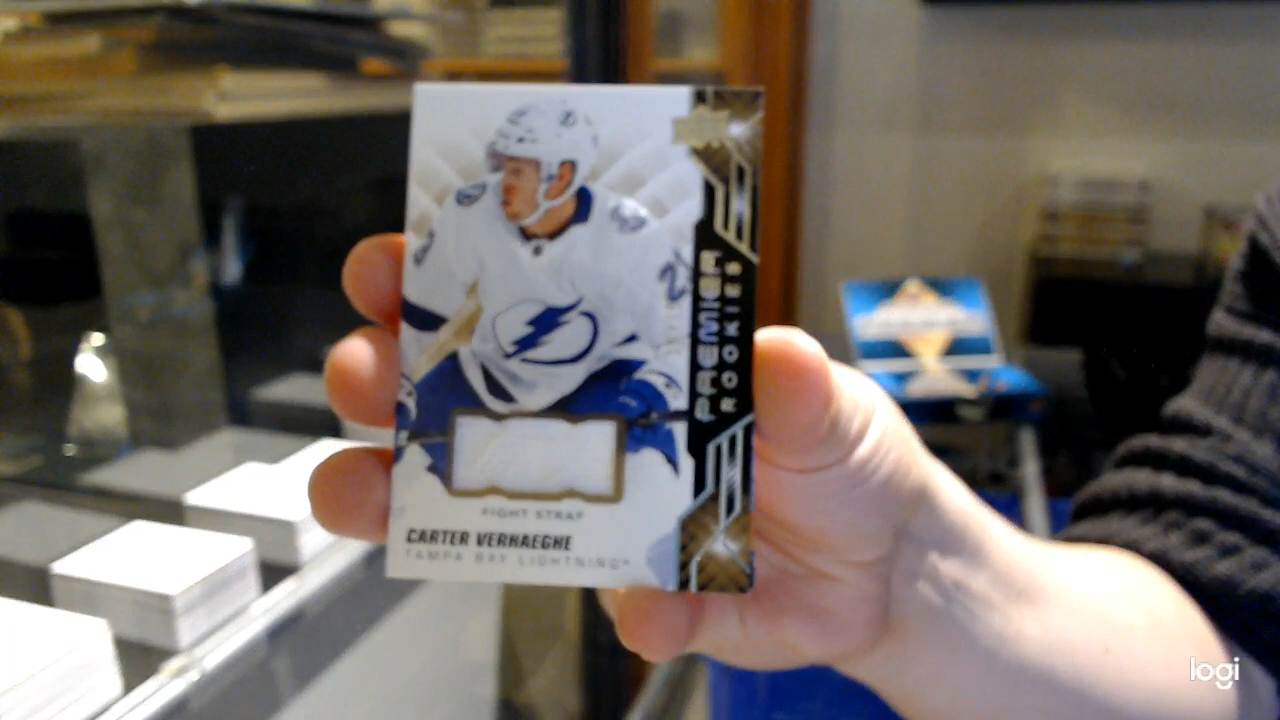 PREMIER
ROOKIES
FIGHT STRAP
CARTER VERHAEGHE
TAMPA BAY LIGHTNING
logi